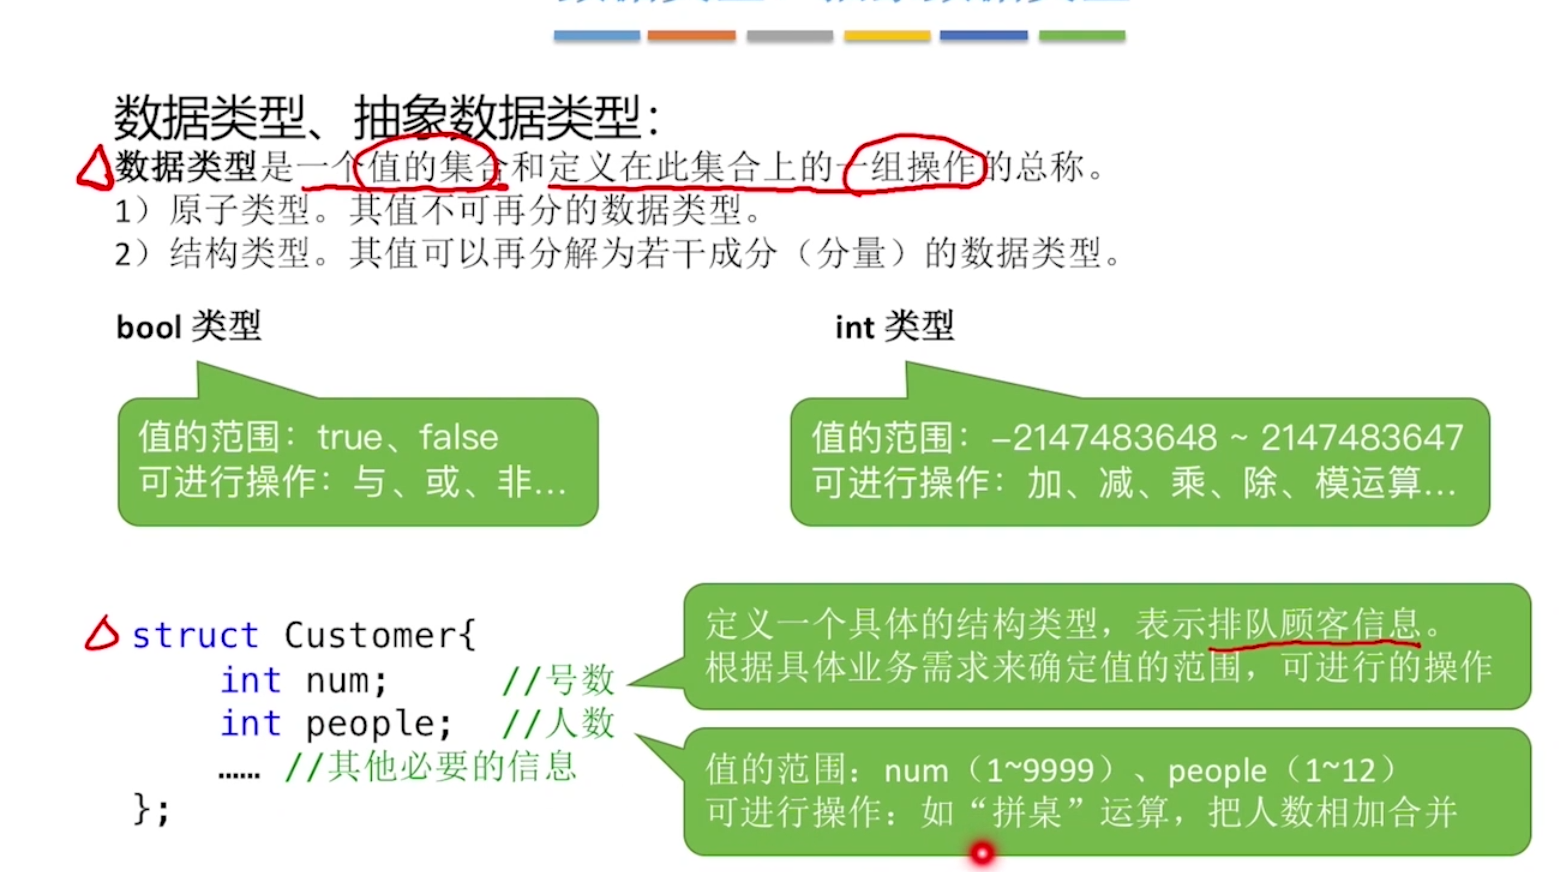 数据类型、抽象数据类型：
数据类型是一个值的集合和定义在此集合上的一组操作的总称。
1）原子类型。其值不可再分的数据类型。
2）结构类型。其值可以再分解为若干成分（分量）的数据类型。
bool 类型
int 类型
值的范围：true、false
可进行操作：与、或、非...
值的范围：-2147483648 ~ 2147483647
可进行操作：加、减、乘、除、模运算...
struct Customer{
int num; //号数
int people; //人数
…… //其他必要的信息
};
定义一个具体的结构类型，表示排队顾客信息。
根据具体业务需求来确定值的范围，可进行的操作
值的范围：num（1~9999）、people（1~12）
可进行操作：如“拼桌”运算，把人数相加合并